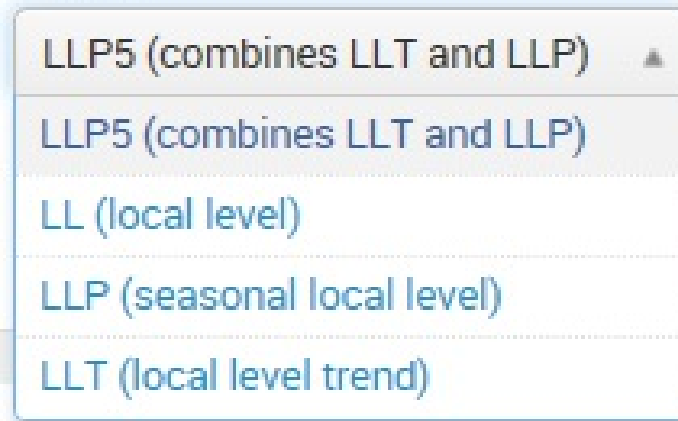 LLP5 (combines LLT and LLP)
LLP5 (combines LLT and LLP)
LL (local level)
LLP (seasonal local level)
LLT (local level trend)